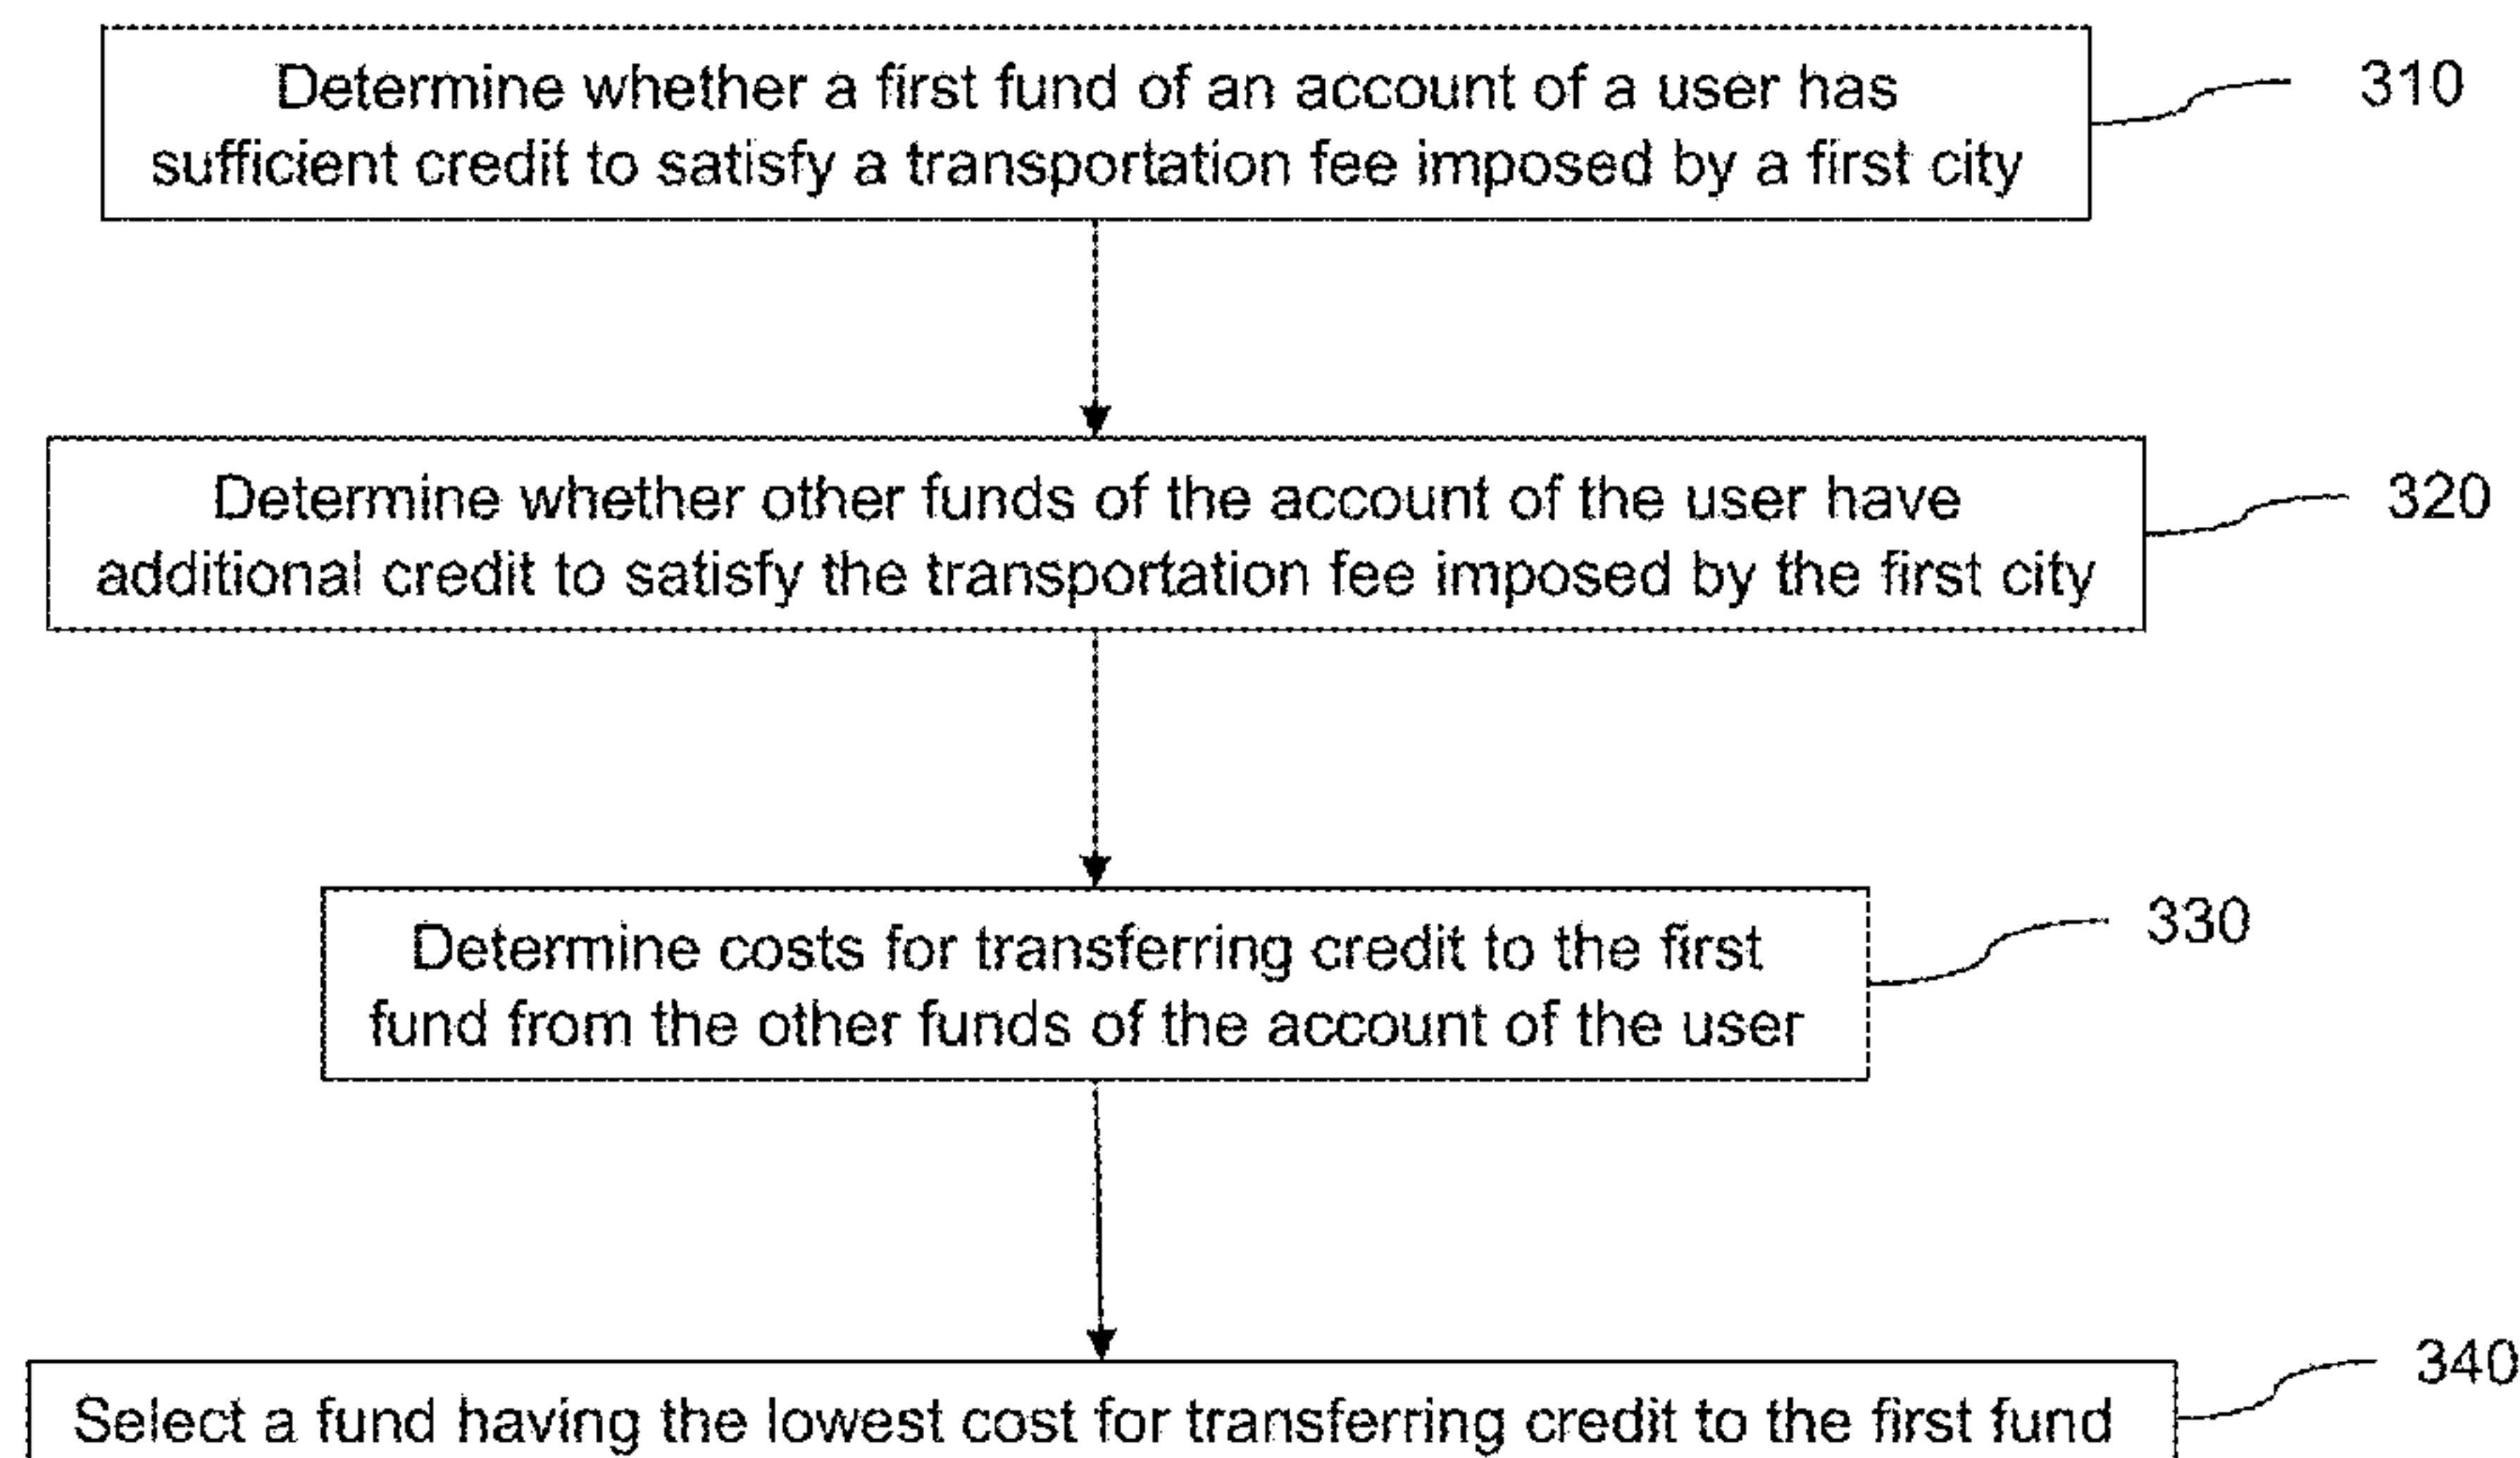 Determine whether a first fund of an account of a user has
sufficient credit to satisfy a transportation fee imposed by a first city
310
Determine whether other funds of the account of the user have
additional credit to satisfy the transportation fee imposed by the first city
320
Determine costs for transferring credit to the first
fund from the other funds of the account of the user
330
Select a fund having the lowest cost for transferring credit to the first fund
340